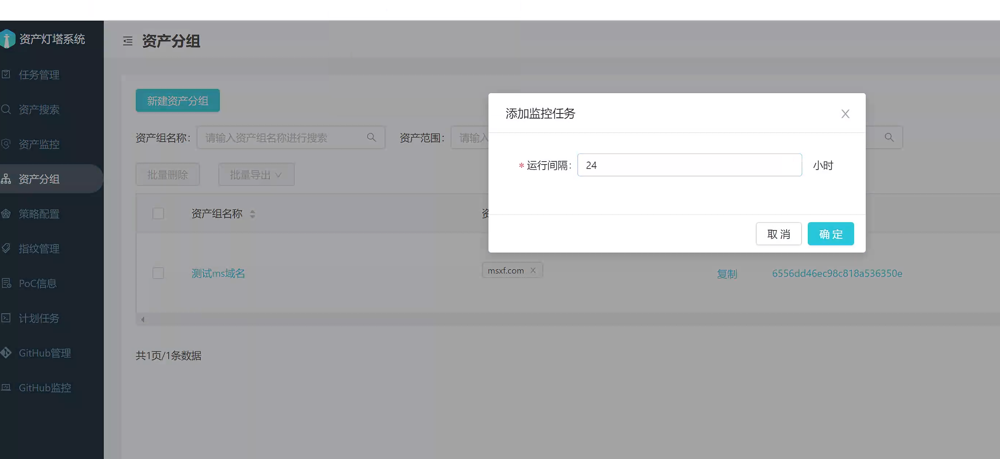 资产灯塔系统
任务管理
资产搜索
资产监控
资产分组
策略配置
指纹管理
PoC信息
计划任务
GitHub管理
GitHub监控
资产分组
新建资产分组
资产组名称：
请输入资产组名称进行搜索
资产范围：
请输入
批量删除
批量导出
资产组名称
资
测试ms域名
msxf.com
复制
6556dd46ec98c818a536350e
共1页/1条数据
添加监控任务
* 运行间隔：
24
小时
取 消
确 定